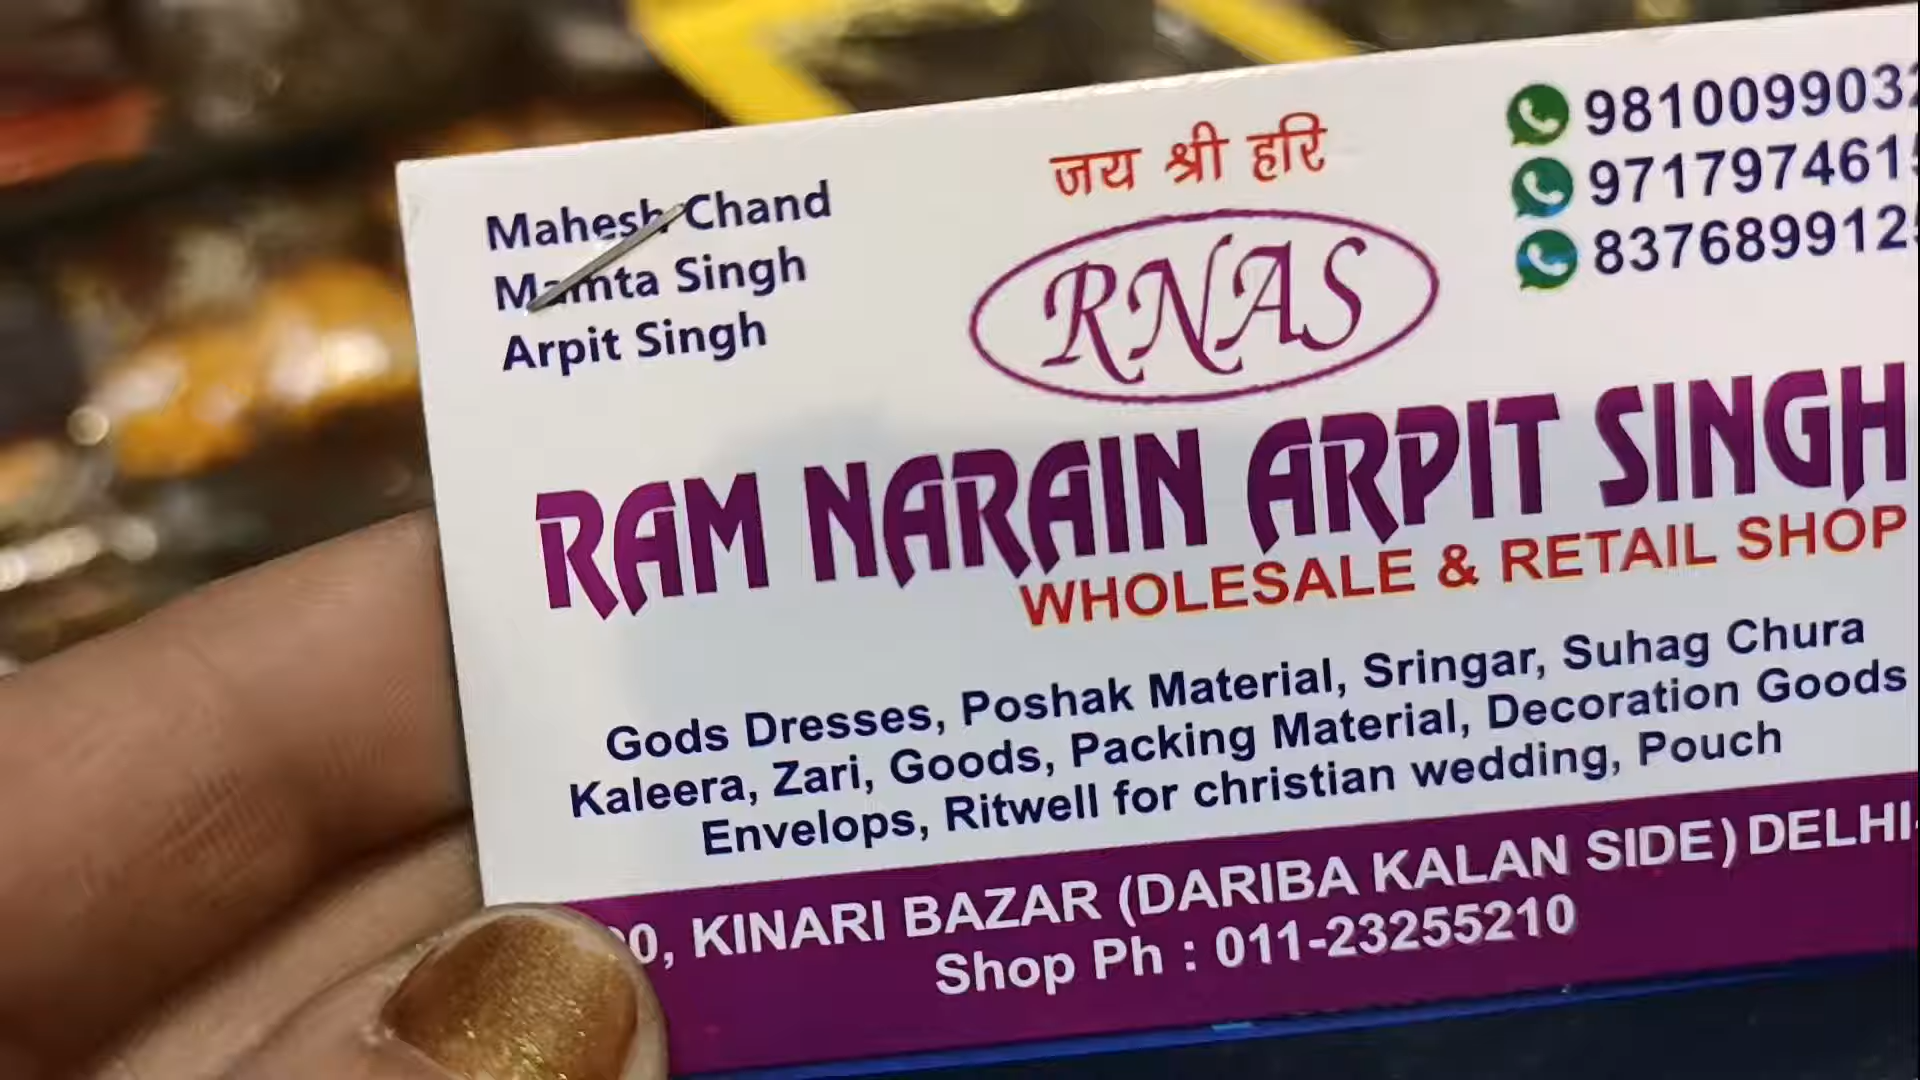 Mahesh Chand
Mamta Singh
Arpit Singh
जय श्री हरि
RNAS
RAM NARAIN ARPIT SINGH
WHOLESALE & RETAIL SHOP
Gods Dresses, Poshak Material, Sringar, Suhag Chura
Kaleera, Zari, Goods, Packing Material, Decoration Goods
Envelops, Ritwell for christian wedding, Pouch
KINARI BAZAR (DARIBA KALAN SIDE) DELHI-
Shop Ph : 011-23255210